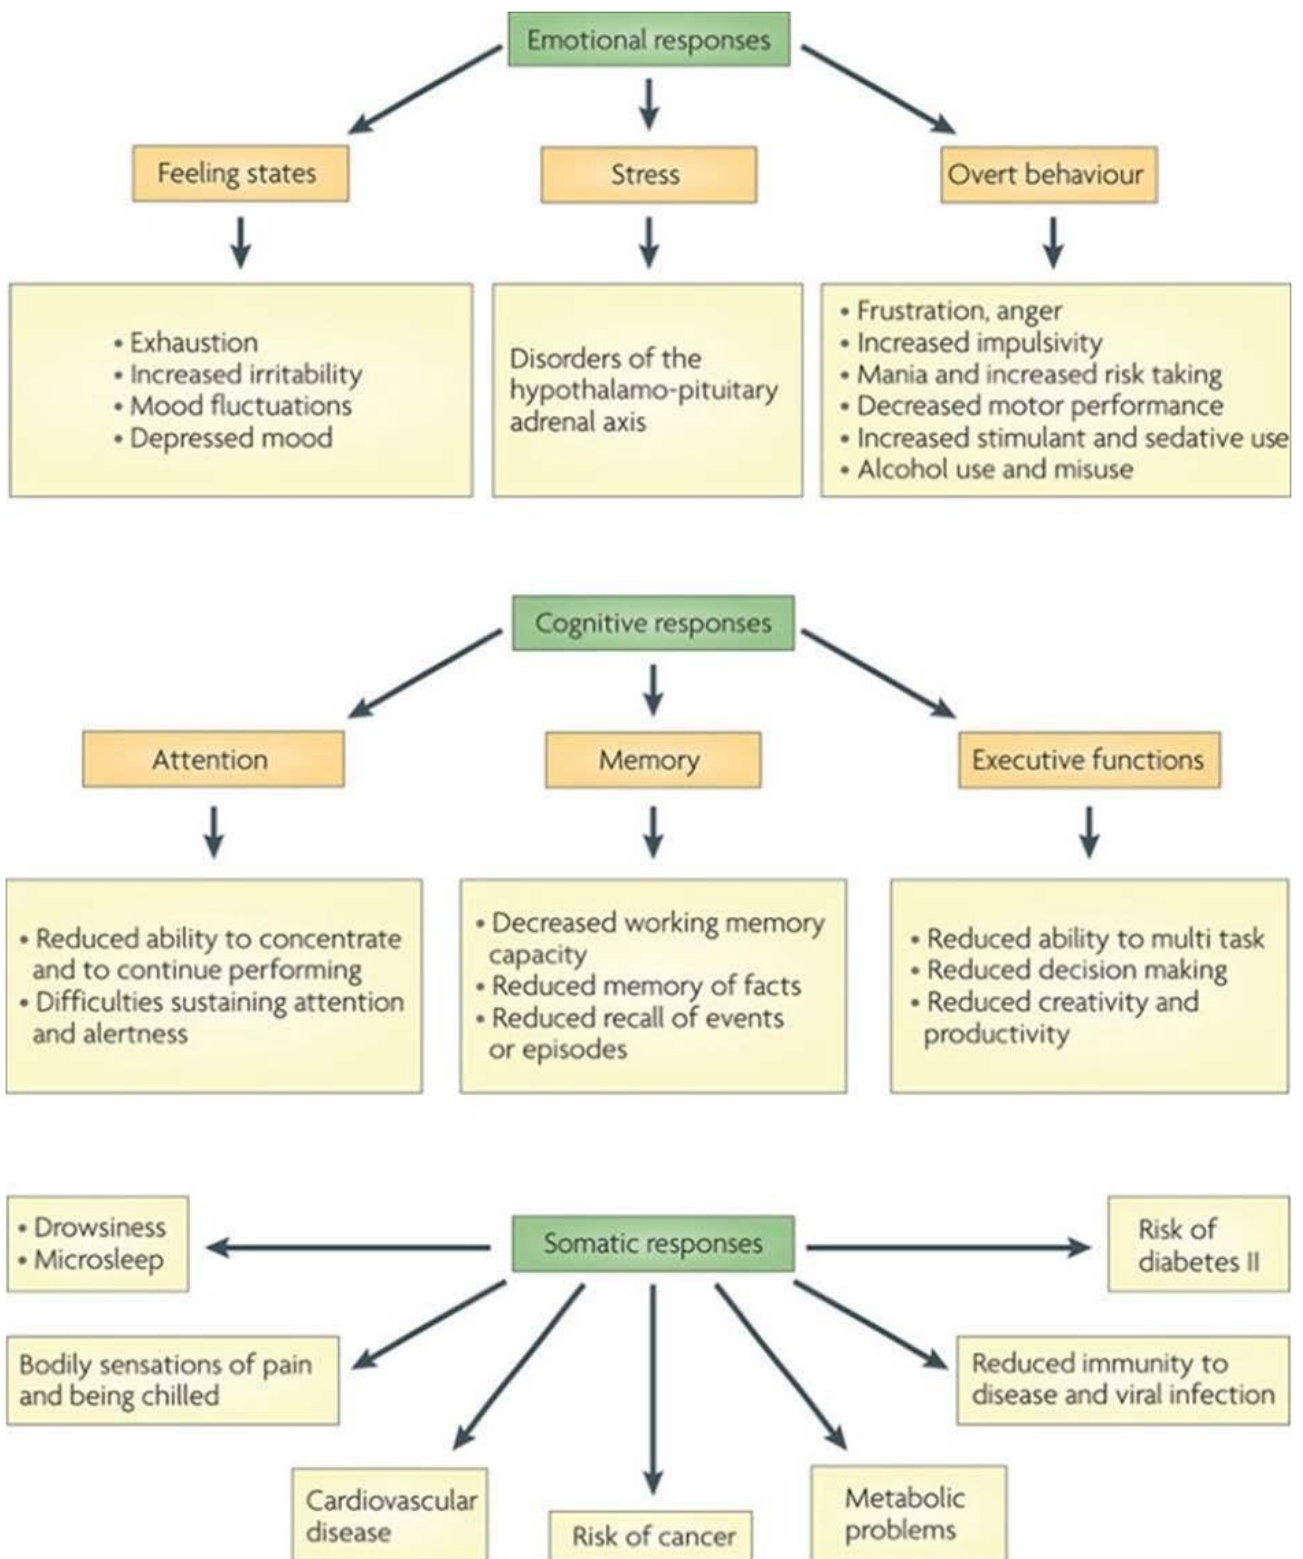 Emotional responses
Feeling states
Stress
Overt behaviour
• Exhaustion
• Increased irritability
• Mood fluctuations
• Depressed mood
Disorders of the
hypothalamo-pituitary
adrenal axis
• Frustration, anger
• Increased impulsivity
• Mania and increased risk taking
• Decreased motor performance
• Increased stimulant and sedative use
• Alcohol use and misuse
Cognitive responses
Attention
Memory
Executive functions
• Reduced ability to concentrate
and to continue performing
• Difficulties sustaining attention
and alertness
• Decreased working memory
capacity
• Reduced memory of facts
• Reduced recall of events
or episodes
• Reduced ability to multi task
• Reduced decision making
• Reduced creativity and
productivity
Somatic responses
• Drowsiness
• Microsleep
Risk of
diabetes II
Bodily sensations of pain
and being chilled
Reduced immunity to
disease and viral infection
Cardiovascular
disease
Risk of cancer
Metabolic
problems